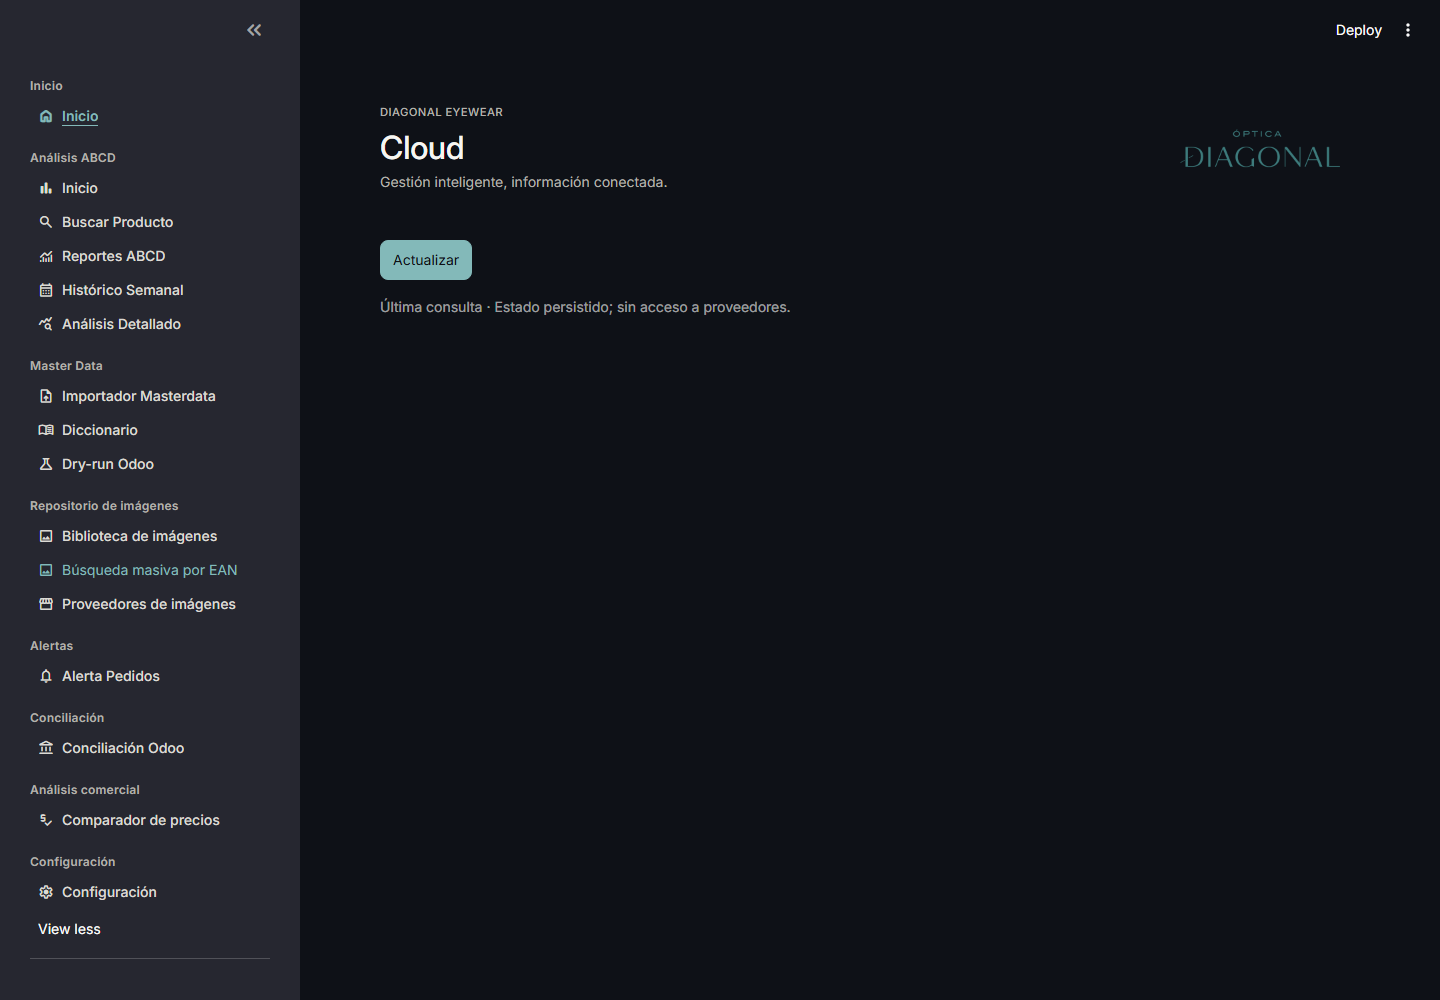 Inicio
Inicio
Análisis ABCD
Inicio
Buscar Producto
Reportes ABCD
Histórico Semanal
Análisis Detallado
Master Data
Importador Masterdata
Diccionario
Dry-run Odoo
Repositorio de imágenes
Biblioteca de imágenes
Búsqueda masiva por EAN
Proveedores de imágenes
Alertas
Alerta Pedidos
Conciliación
Conciliación Odoo
Análisis comercial
Comparador de precios
Configuración
Configuración
View less
Deploy
DIAGONAL EYEWEAR
Cloud
Gestión inteligente, información conectada.
ÓPTICA
DIAGONAL
Actualizar
Última consulta · Estado persistido; sin acceso a proveedores.